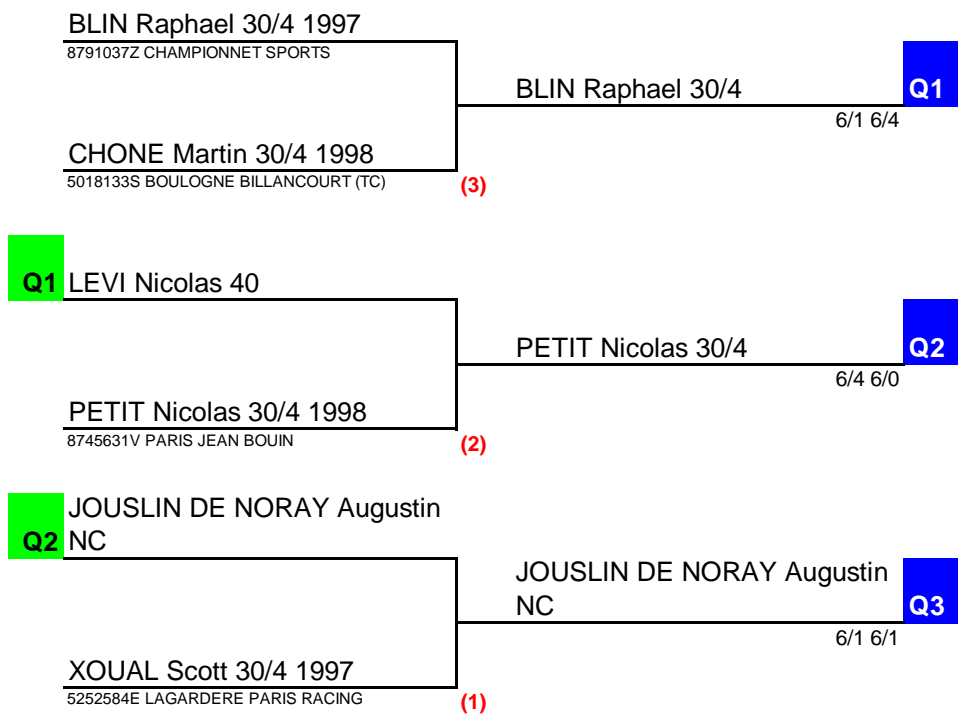 BLIN Raphael 30/4 1997
8791037Z CHAMPIONNET SPORTS
BLIN Raphael 30/4
Q1
6/1 6/4
CHONE Martin 30/4 1998
5018133S BOULOGNE BILLANCOURT (TC)
(3)
Q1 LEVI Nicolas 40
PETIT Nicolas 30/4
Q2
6/4 6/0
PETIT Nicolas 30/4 1998
8745631V PARIS JEAN BOUIN
(2)
JOUSLIN DE NORAY Augustin
Q2 NC
JOUSLIN DE NORAY Augustin
NC
Q3
6/1 6/1
XOUAL Scott 30/4 1997
5252584E LAGARDERE PARIS RACING
(1)